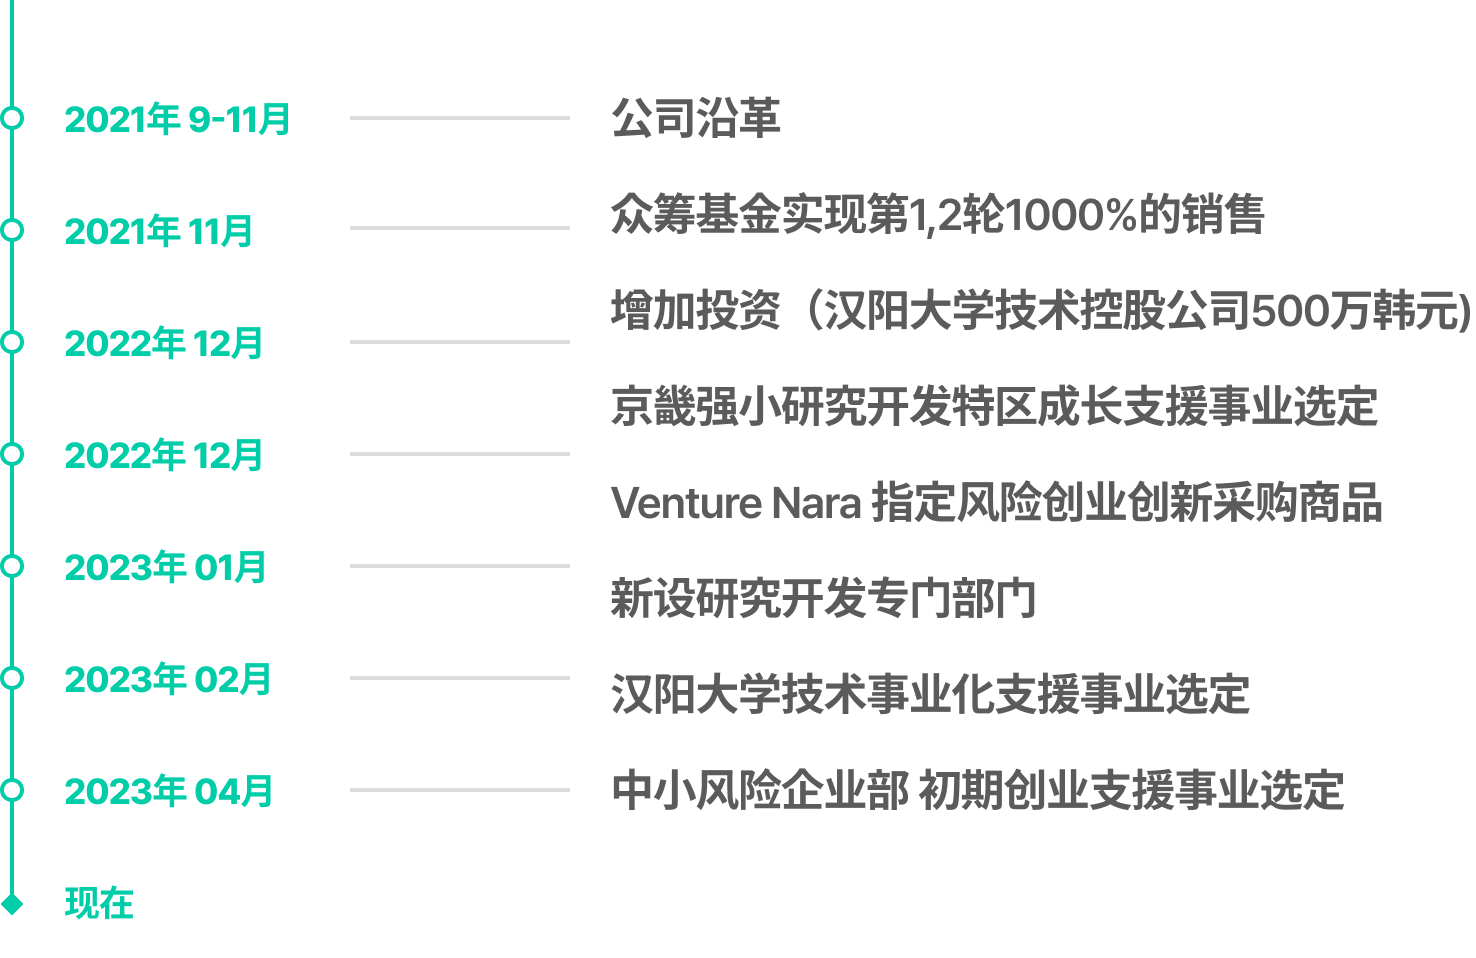 2021年 9-11月
公司沿革
2021年 11月
众筹基金实现第1,2轮1000%的销售
2022年 12月
增加投资（汉阳大学技术控股公司500万韩元)
2022年 12月
京畿强小研究开发特区成长支援事业选定
2023年 01月
Venture Nara 指定风险创业创新采购商品
2023年 02月
新设研究开发专门部门
2023年 04月
汉阳大学技术事业化支援事业选定
中小风险企业部 初期创业支援事业选定
现在